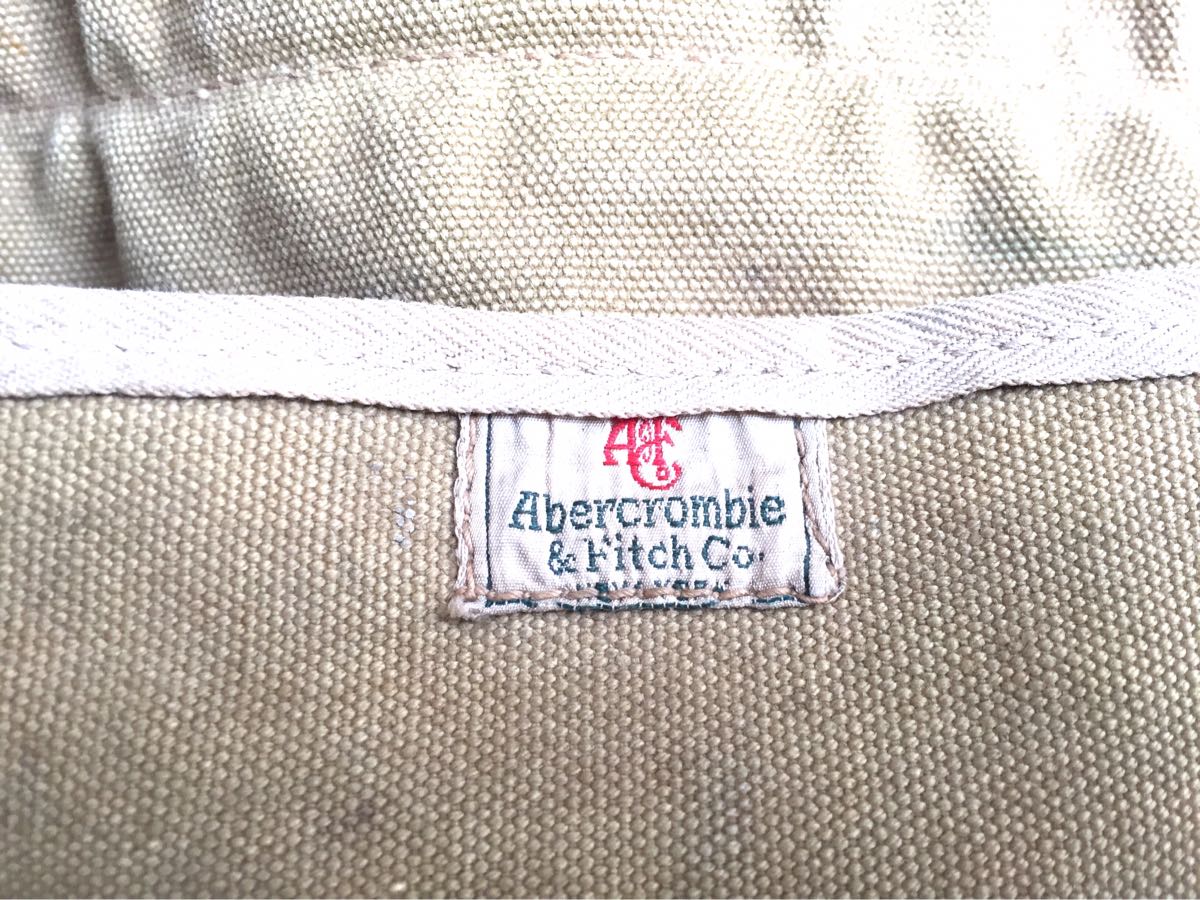 A&F Co
Abercrombie
& Fitch Co.